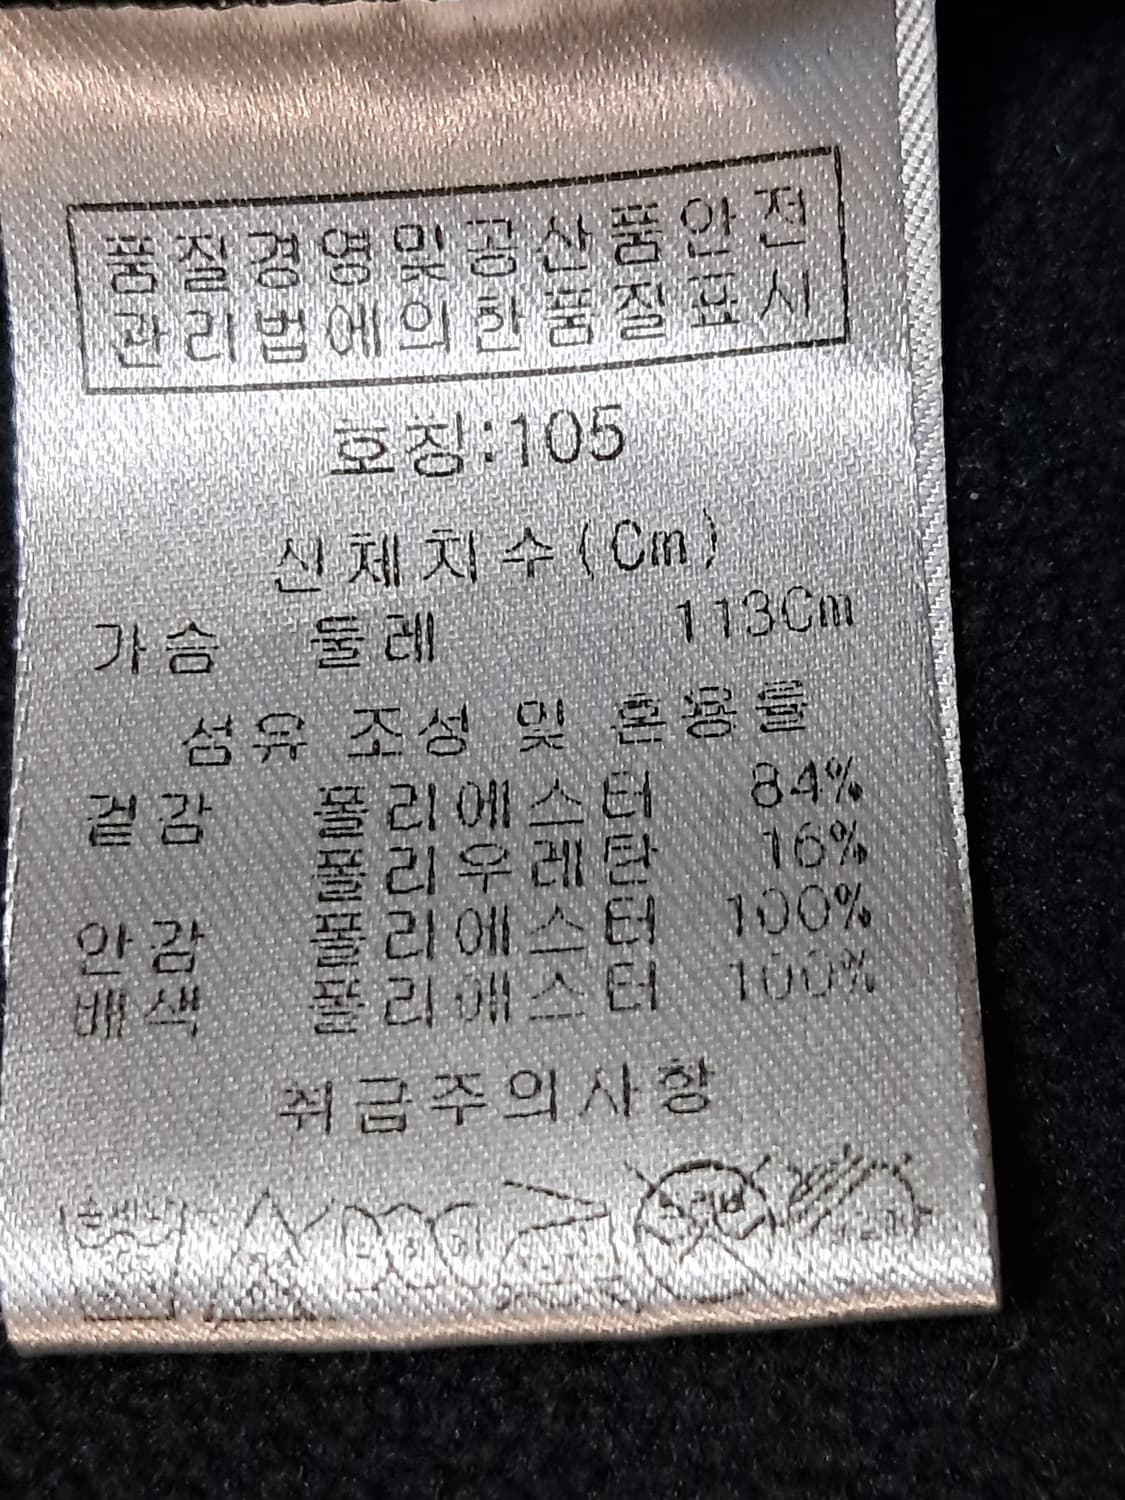 품질경영및공산품안전
관리법에의한품질표시
호칭:105
신체치수(Cm)
가슴 둘레 113Cm
섬유 조성 및 혼용률
겉감 폴리에스터 84%
폴리우레탄 16%
안감 폴리에스터 100%
배색 폴리에스터 100%
취급주의사항